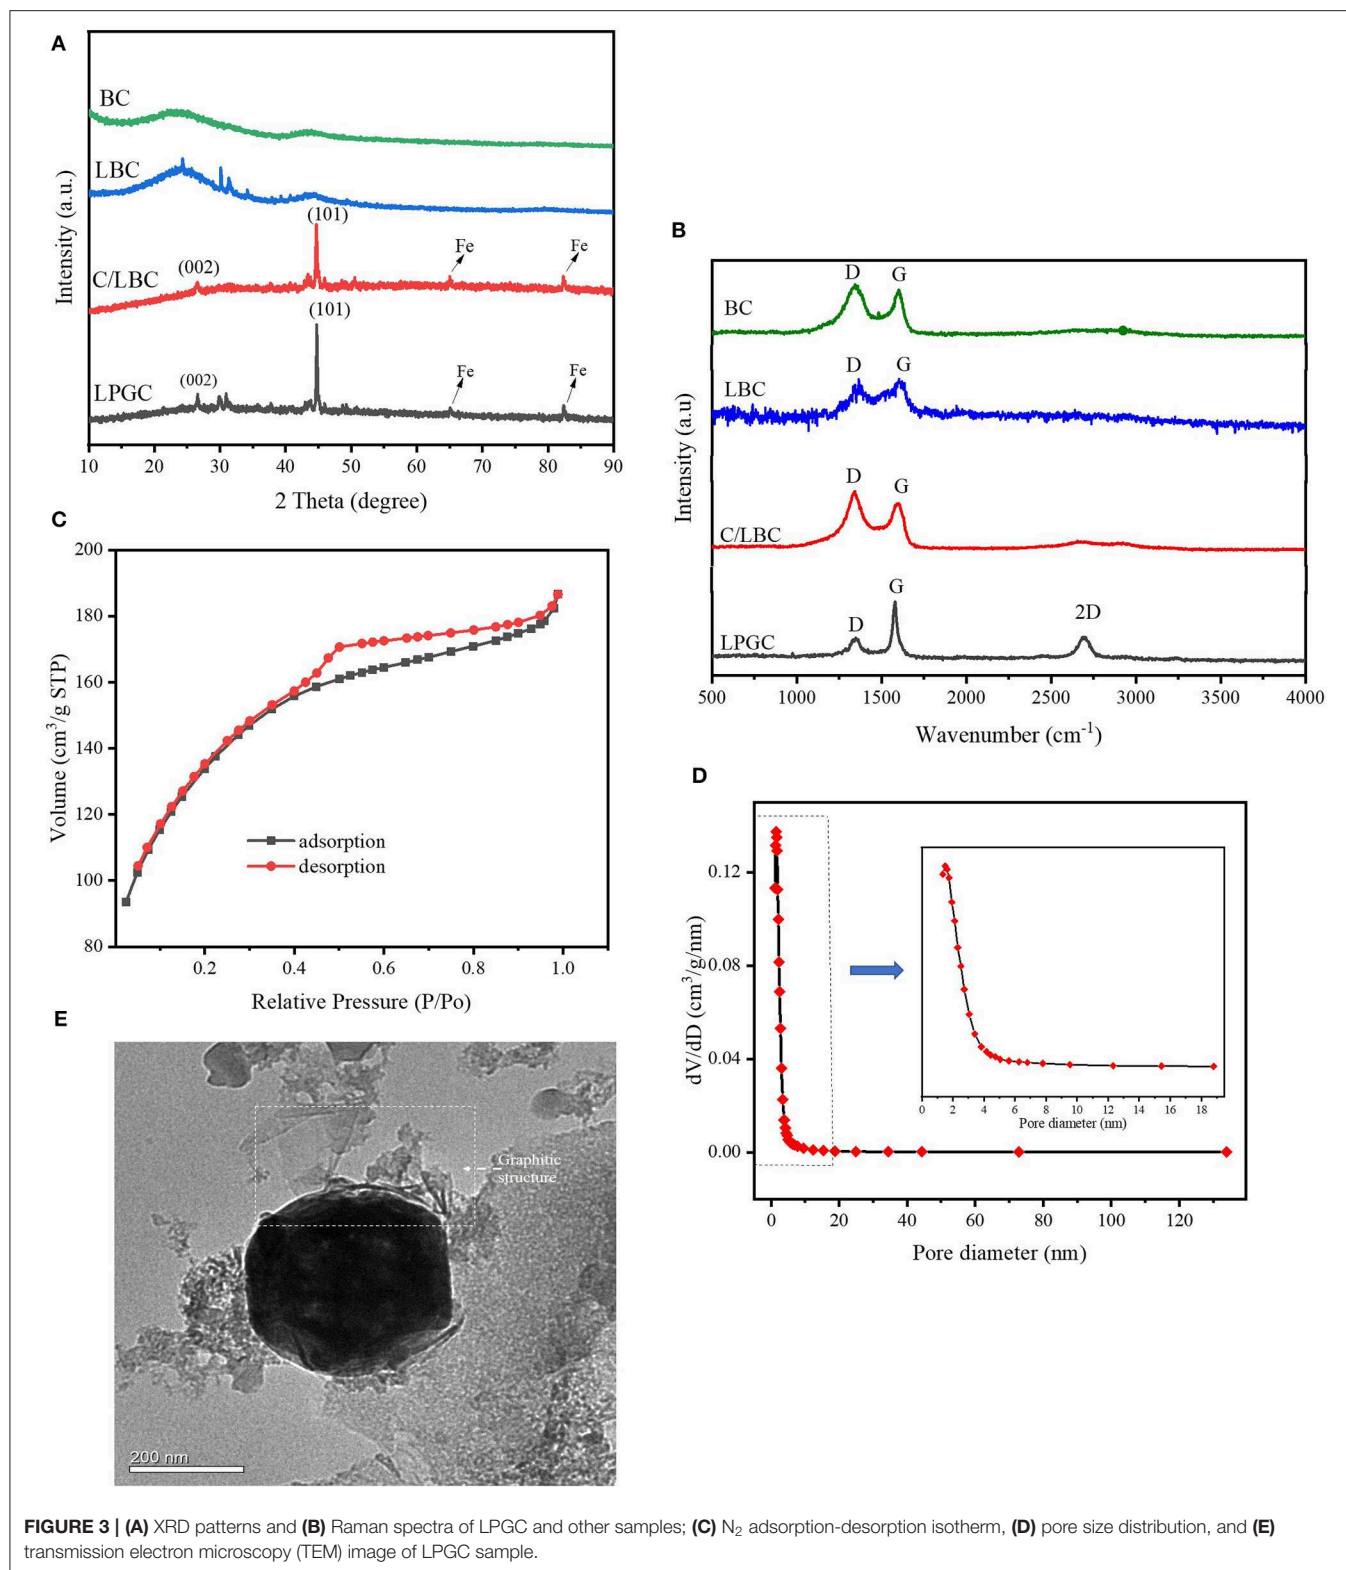 A
BC
LBC
(101)
(002)
Fe
Fe
C/LBC
(101)
(002)
Fe
Fe
LPGC
Intensity (a.u.)
10 20 30 40 50 60 70 80 90
2 Theta (degree)
B
D G
BC
D G
LBC
D G
C/LBC
G
D 2D
LPGC
Intensity (a.u)
500 1000 1500 2000 2500 3000 3500 4000
Wavenumber (cm-1)
C
200
180
160
140
120
100
80
Volume (cm3/g STP)
adsorption
desorption
0.2 0.4 0.6 0.8 1.0
Relative Pressure (P/Po)
D
0.12
0.08
0.04
0.00
dV/dD (cm3/g/nm)
0 2 4 6 8 10 12 14 16 18
Pore diameter (nm)
0 20 40 60 80 100 120
Pore diameter (nm)
E
Graphitic
structure
200 nm
FIGURE 3 | (A) XRD patterns and (B) Raman spectra of LPGC and other samples; (C) N2 adsorption-desorption isotherm, (D) pore size distribution, and (E)
transmission electron microscopy (TEM) image of LPGC sample.